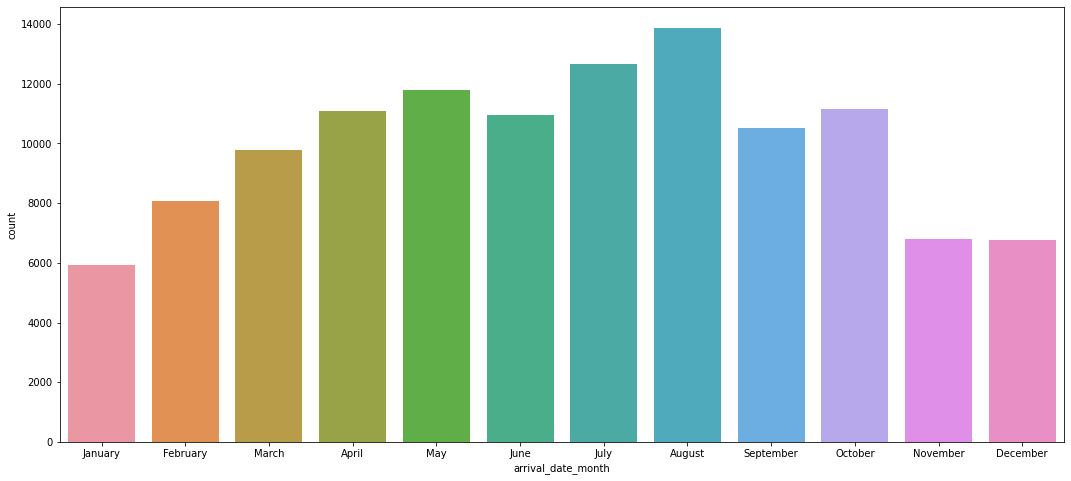 14000
12000
10000
8000
6000
4000
2000
0
count
January February March April May June July August September October November December
arrival_date_month